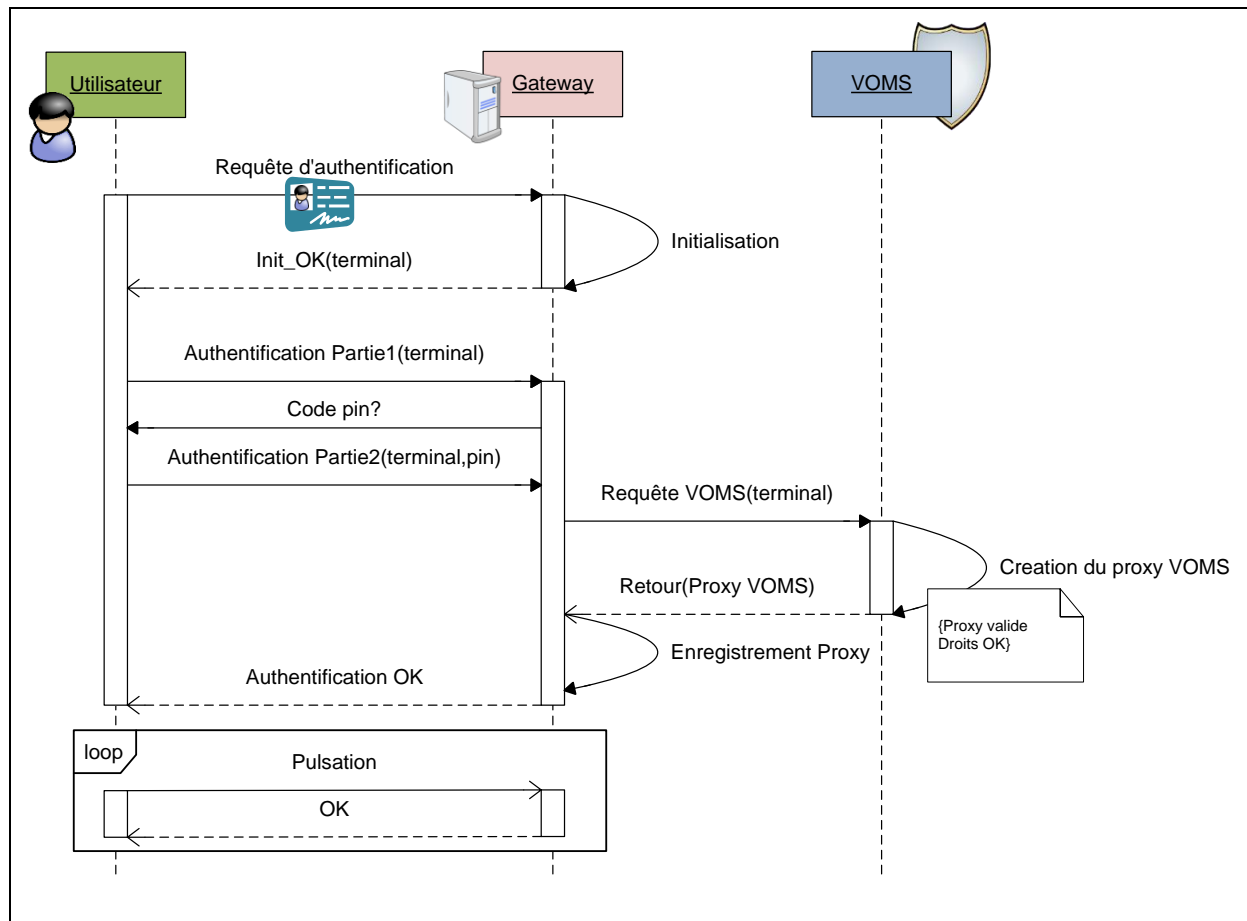 Utilisateur
Gateway
VOMS
Requête d'authentification
Initialisation
Init_OK(terminal)
Authentification Partie1(terminal)
Code pin?
Authentification Partie2(terminal,pin)
Requête VOMS(terminal)
Creation du proxy VOMS
Retour(Proxy VOMS)
{Proxy valide
Droits OK}
Enregistrement Proxy
Authentification OK
loop
Pulsation
OK